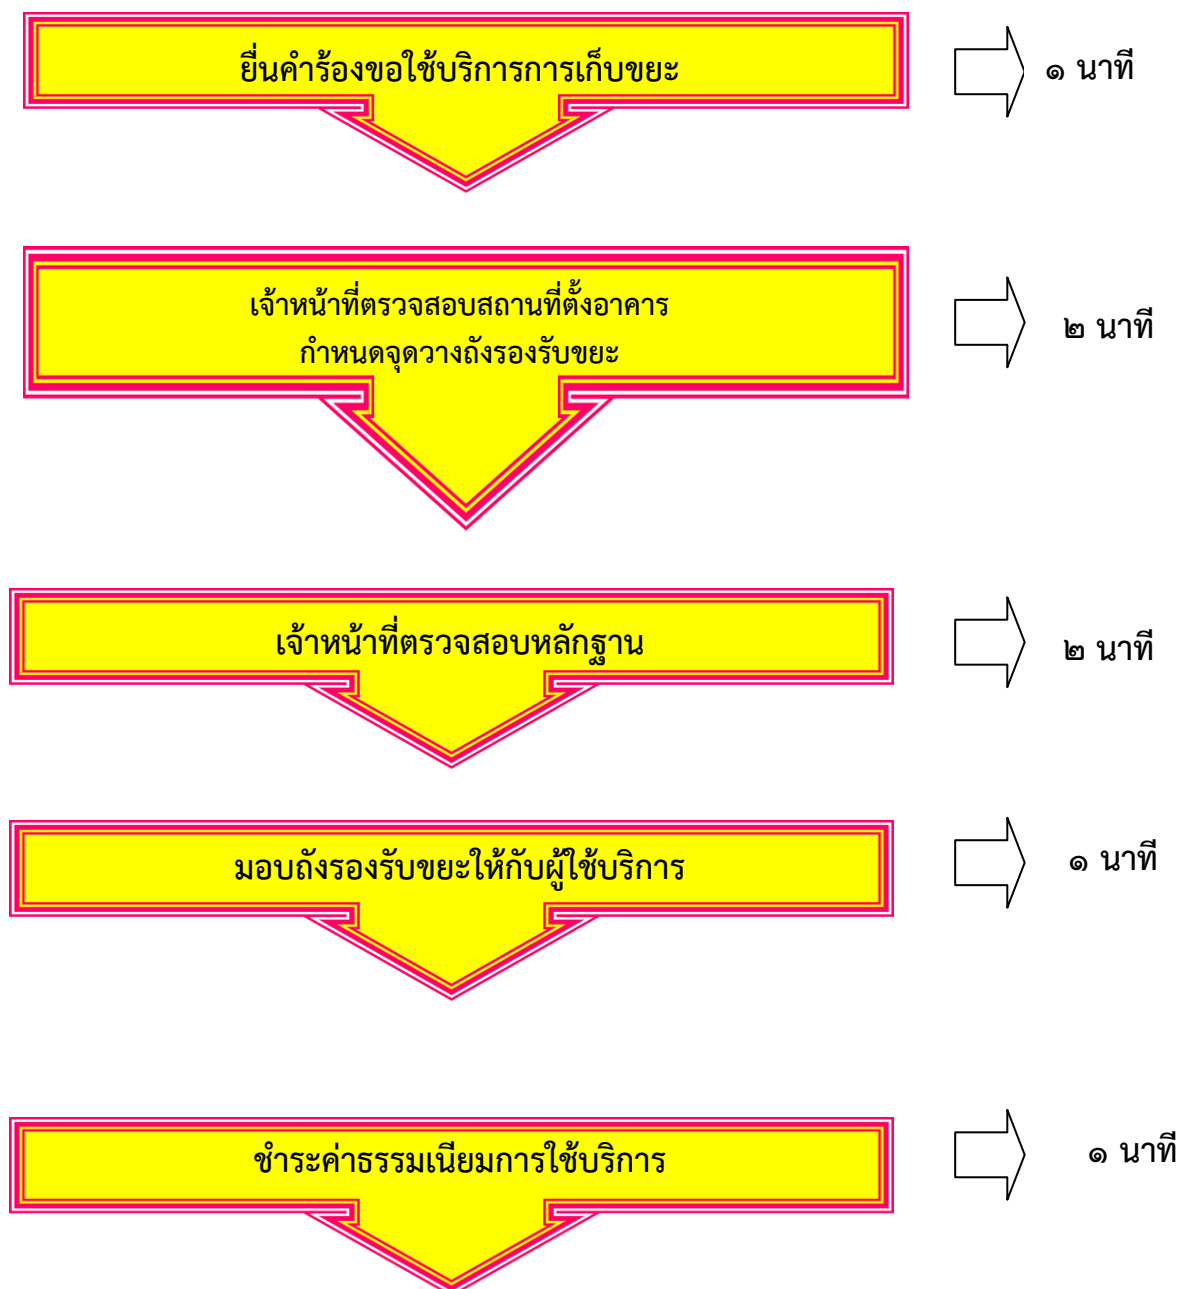 ยื่นคำร้องขอใช้บริการการเก็บขยะ
๑ นาที
เจ้าหน้าที่ตรวจสอบสถานที่ตั้งอาคาร
กำหนดจุดวางถังรองรับขยะ
๒ นาที
เจ้าหน้าที่ตรวจสอบหลักฐาน
๒ นาที
มอบถังรองรับขยะให้กับผู้ใช้บริการ
๑ นาที
ชำระค่าธรรมเนียมการใช้บริการ
๑ นาที